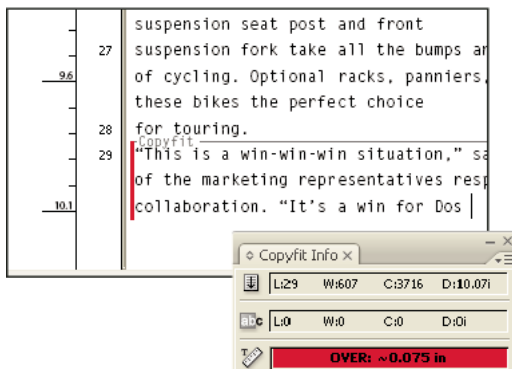 suspension seat post and front
27 suspension fork take all the bumps an
9.6 of cycling. Optional racks, panniers,
these bikes the perfect choice
28 for touring.
Copyfit
29 “This is a win-win-win situation,” sa
of the marketing representatives resp
10.1 collaboration. “It’s a win for Dos
Copyfit Info
L:29 W:607 C:3716 D:10.07i
abc L:0 W:0 C:0 D:0i
OVER: ~0.075 in